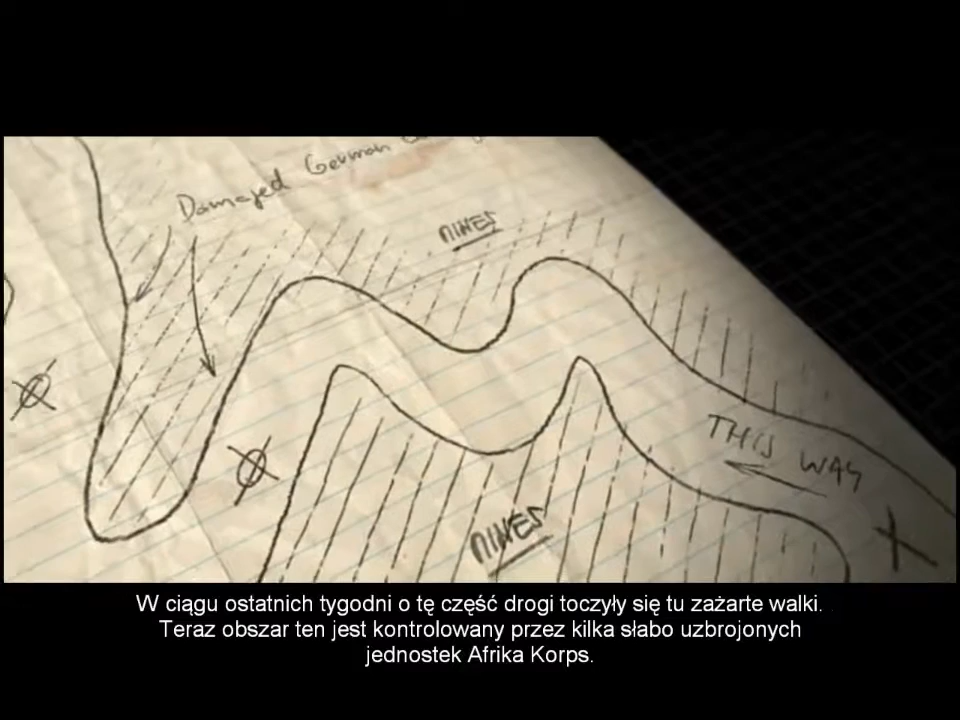 Damaged German
MINES
THIS WAY
X
MINES
W ciągu ostatnich tygodni o tę część drogi toczyły się tu zażarte walki.
Teraz obszar ten jest kontrolowany przez kilka słabo uzbrojonych
jednostek Afrika Korps.